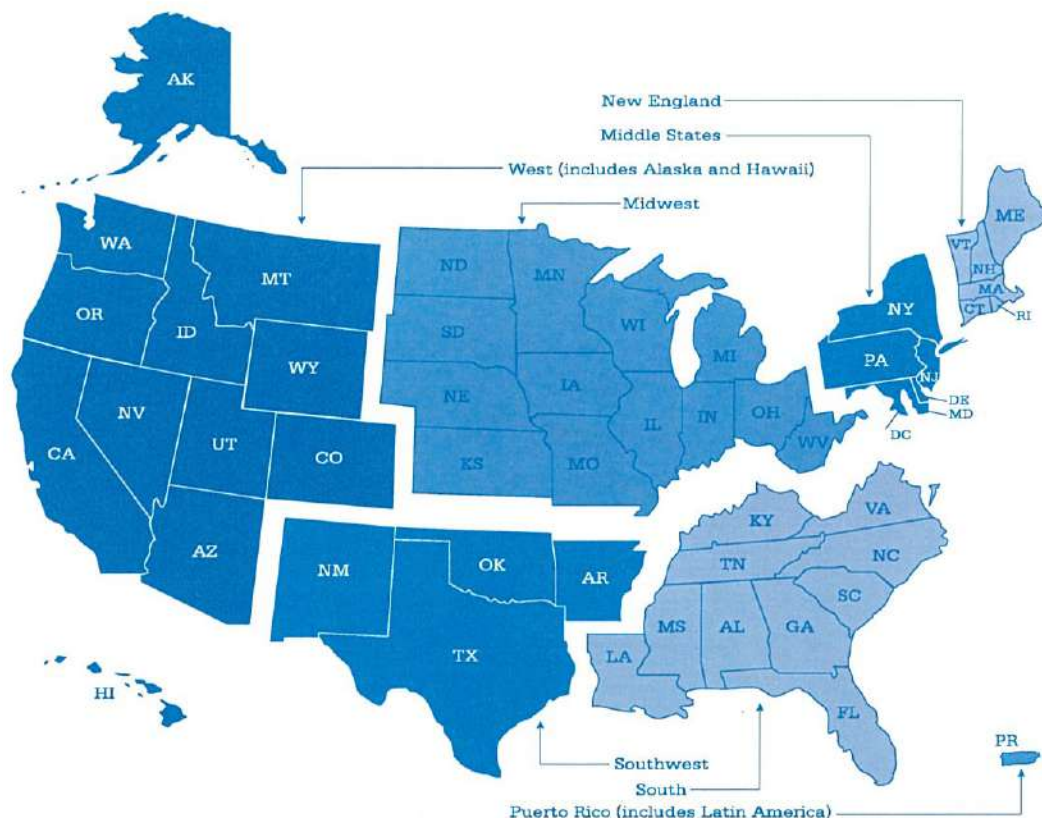 AK
New England
Middle States
West (includes Alaska and Hawaii)
Midwest
ME
WA
VT
ND
MN
NH
MT
MA
CT
RI
OR
NY
ID
SD
WI
MI
PA
WY
NJ
NE
IA
DE
NV
MD
IL
IN
OH
DC
UT
CA
CO
WV
KS
MO
VA
KY
AZ
NC
TN
NM
OK
AR
SC
MS
AL
GA
TX
LA
HI
FL
PR
Southwest
South
Puerto Rico (includes Latin America)